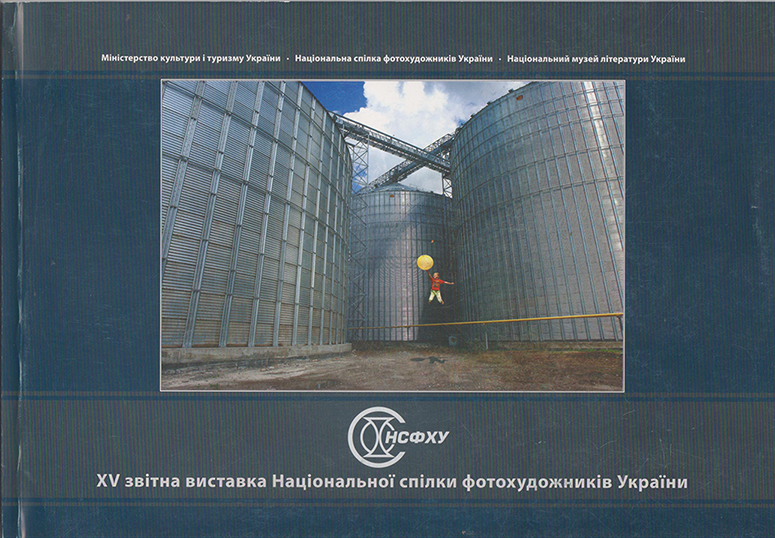 Міністерство культури і туризму України · Національна спілка фотохудожників України · Національний музей літератури України
НСФХУ
XV звітна виставка Національної спілки фотохудожників України